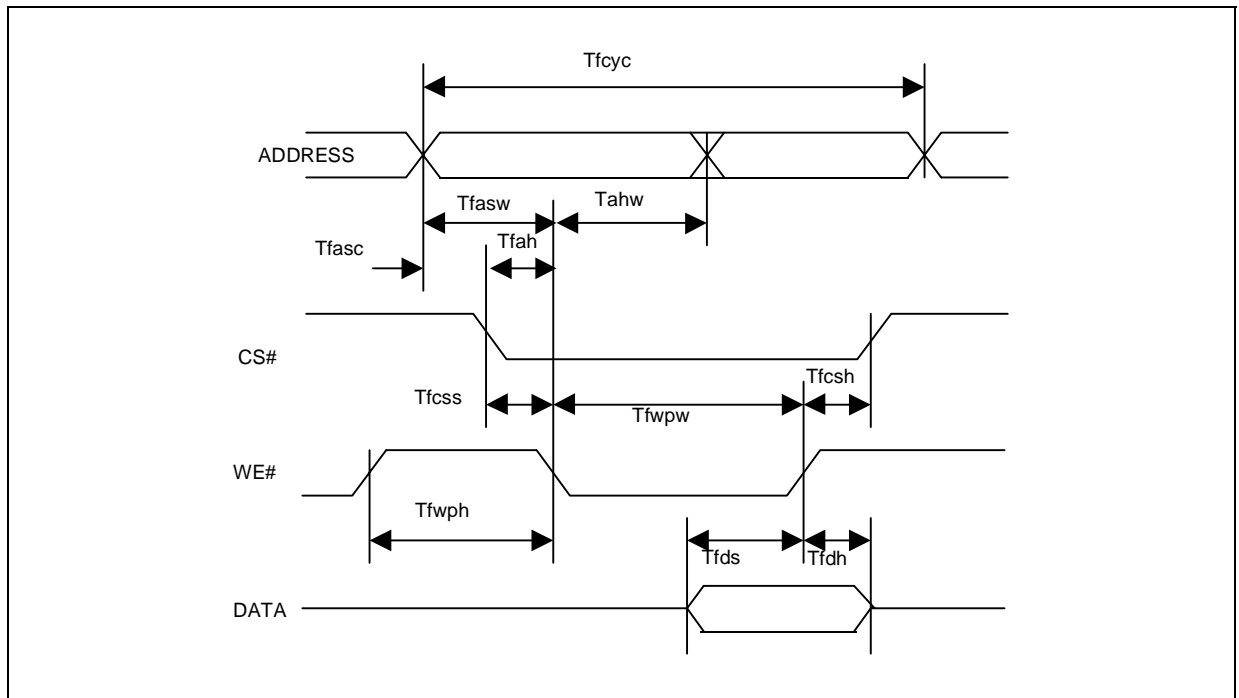 Tfcyc
ADDRESS
Tfasw
Tahw
Tfasc
Tfah
CS#
Tfcss
Tfwpw
Tfcsh
WE#
Tfwph
Tfds
Tfdh
DATA